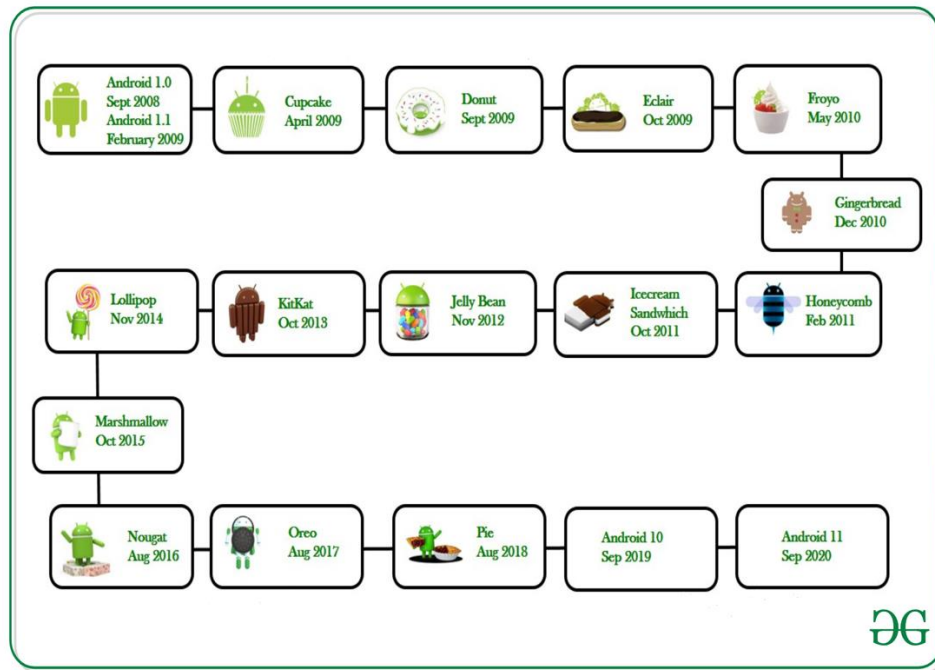 Android 1.0
Sept 2008
Android 1.1
February 2009
Cupcake
April 2009
Donut
Sept 2009
Eclair
Oct 2009
Froyo
May 2010
Gingerbread
Dec 2010
Honeycomb
Feb 2011
Icecream
Sandwhich
Oct 2011
Jelly Bean
Nov 2012
KitKat
Oct 2013
Lollipop
Nov 2014
Marshmallow
Oct 2015
Nougat
Aug 2016
Oreo
Aug 2017
Pie
Aug 2018
Android 10
Sep 2019
Android 11
Sep 2020